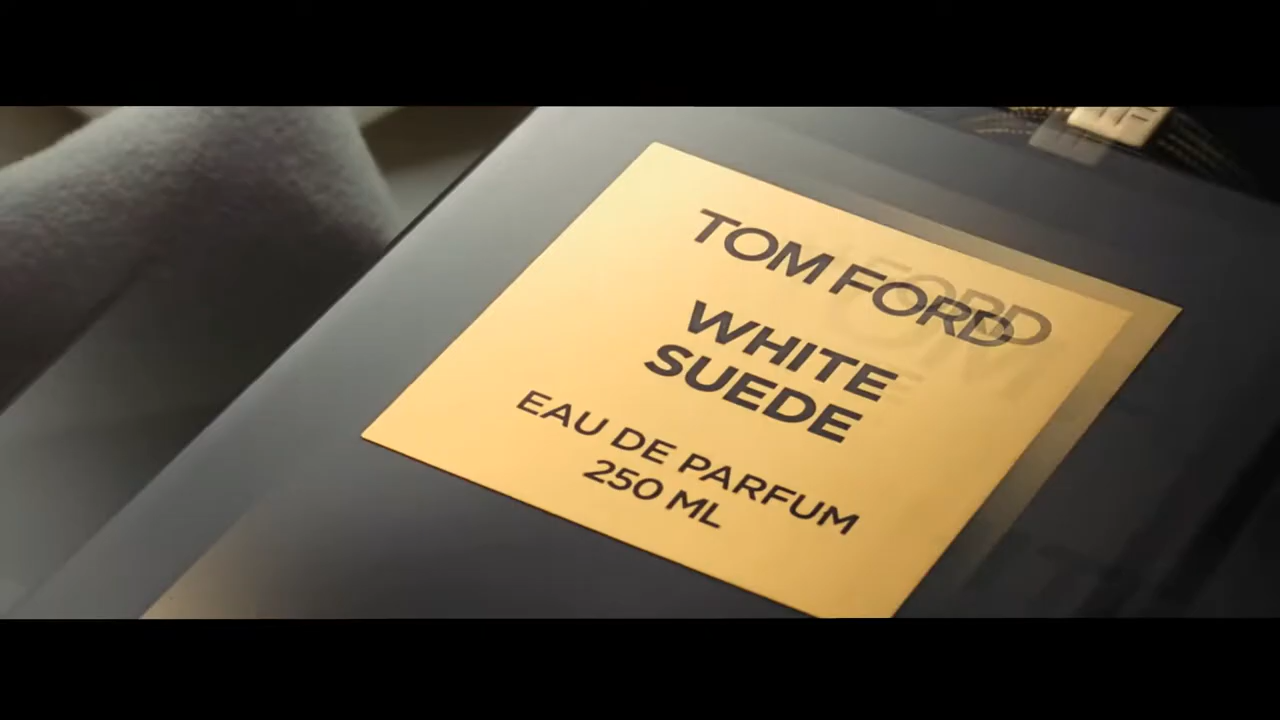 TOM FORD
WHITE
SUEDE
EAU DE PARFUM
250 ML